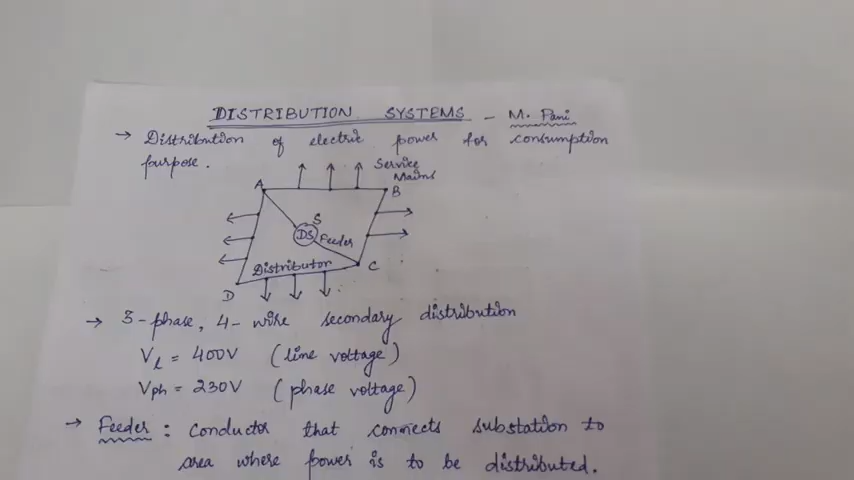 DISTRIBUTION SYSTEMS - M. Pani
→ Distribution of electric power for consumption
purpose.
Service
Mains
A
B
S
DS
Feeder
Distributor
C
D
→ 3-phase, 4-wire secondary distribution
Vl = 400V (line voltage)
Vph = 230V (phase voltage)
→ Feeder : conductor that connects substation to
area where power is to be distributed.